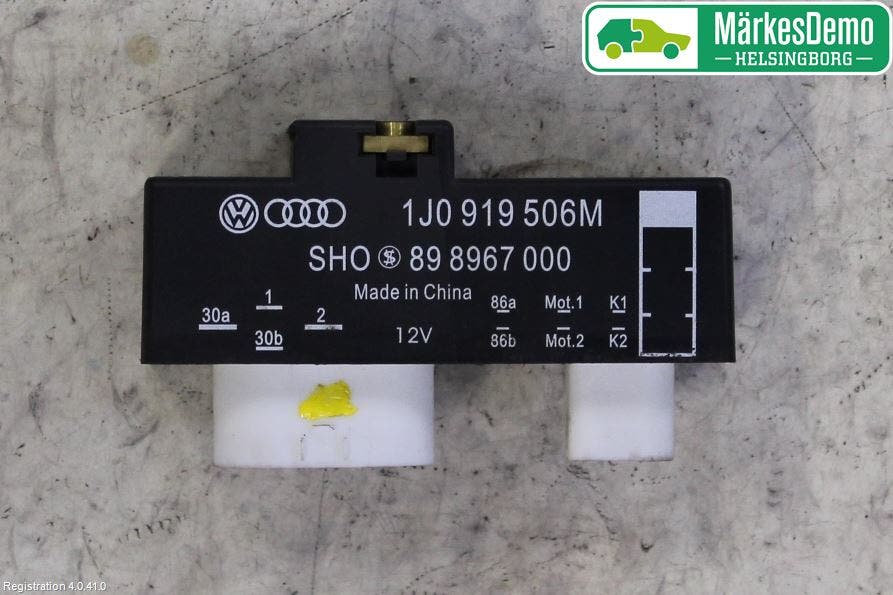 MärkesDemo
HELSINGBORG
1J0 919 506M
SHO 89 8967 000
Made in China
30a 1 2 86a Mot.1 K1
30b 12V 86b Mot.2 K2
Registration 4.0.41.0